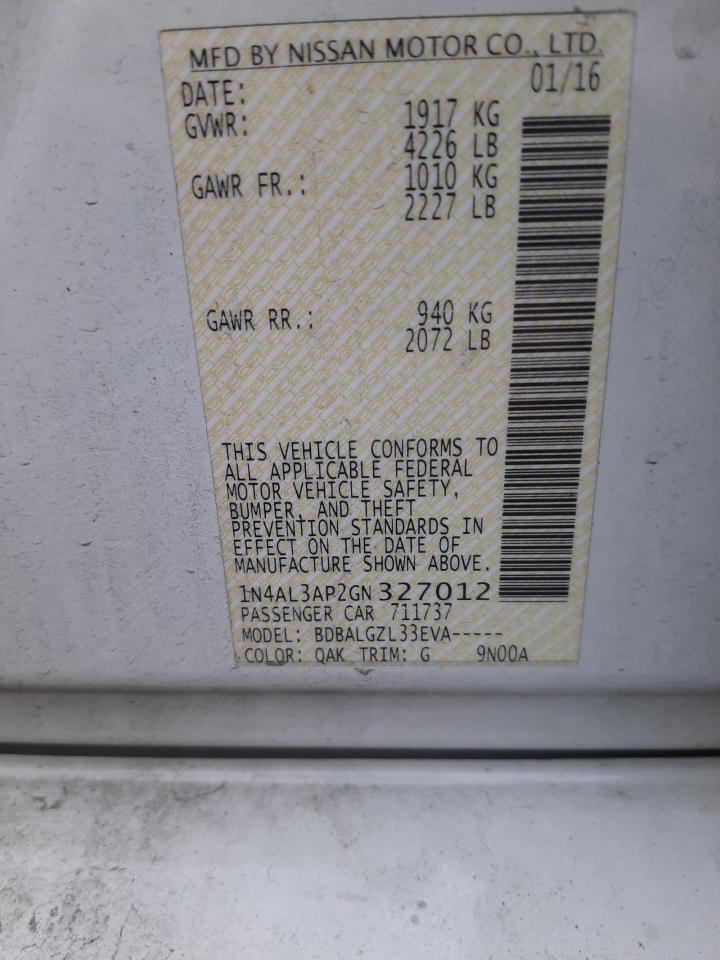 MFD BY NISSAN MOTOR CO., LTD.
DATE: 01/16
GVWR: 1917 KG
4226 LB
GAWR FR.: 1010 KG
2227 LB
GAWR RR.: 940 KG
2072 LB
THIS VEHICLE CONFORMS TO
ALL APPLICABLE FEDERAL
MOTOR VEHICLE SAFETY,
BUMPER, AND THEFT
PREVENTION STANDARDS IN
EFFECT ON THE DATE OF
MANUFACTURE SHOWN ABOVE.
1N4AL3AP2GN327012
PASSENGER CAR 711737
MODEL: BDBALGZL33EVA-----
COLOR: QAK TRIM: G 9N00A